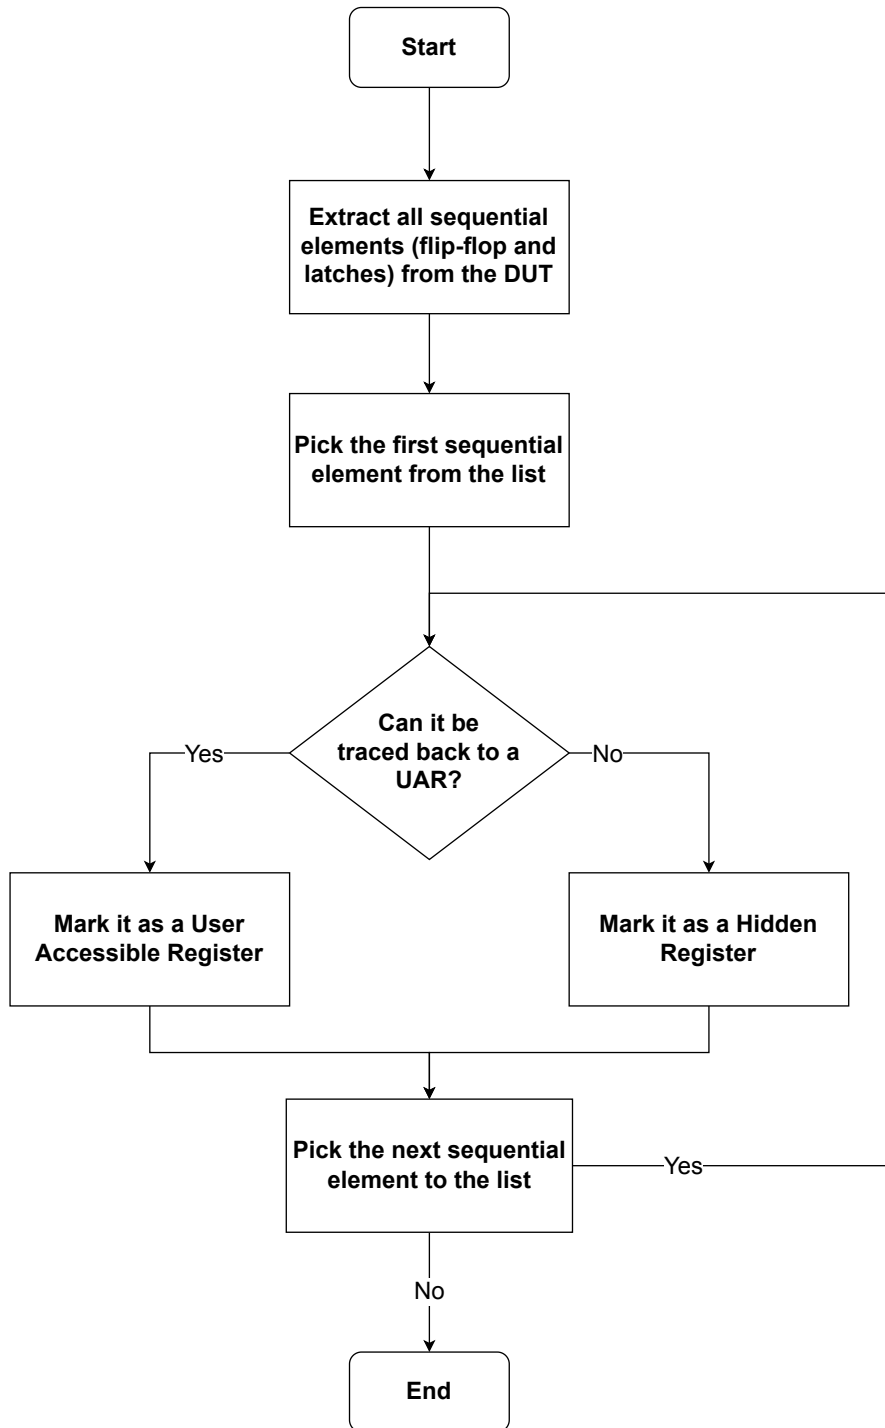 Start
Extract all sequential
elements (flip-flop and
latches) from the DUT
Pick the first sequential
element from the list
Can it be
traced back to a
UAR?
Yes
No
Mark it as a User
Accessible Register
Mark it as a Hidden
Register
Pick the next sequential
element to the list
Yes
No
End